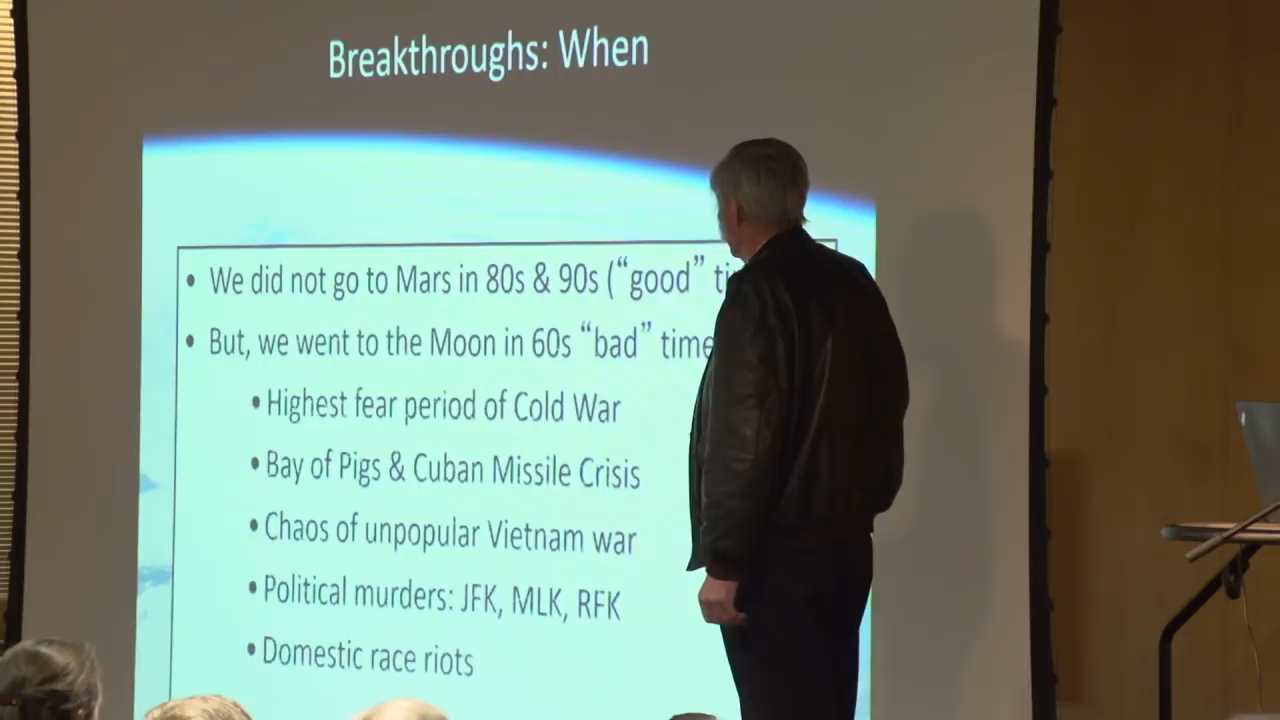 Breakthroughs: When
• We did not go to Mars in 80s & 90s (“good”
• But, we went to the Moon in 60s “bad”
• Highest fear period of Cold War
• Bay of Pigs & Cuban Missile Crisis
• Chaos of unpopular Vietnam war
• Political murders: JFK, MLK, RFK
• Domestic race riots